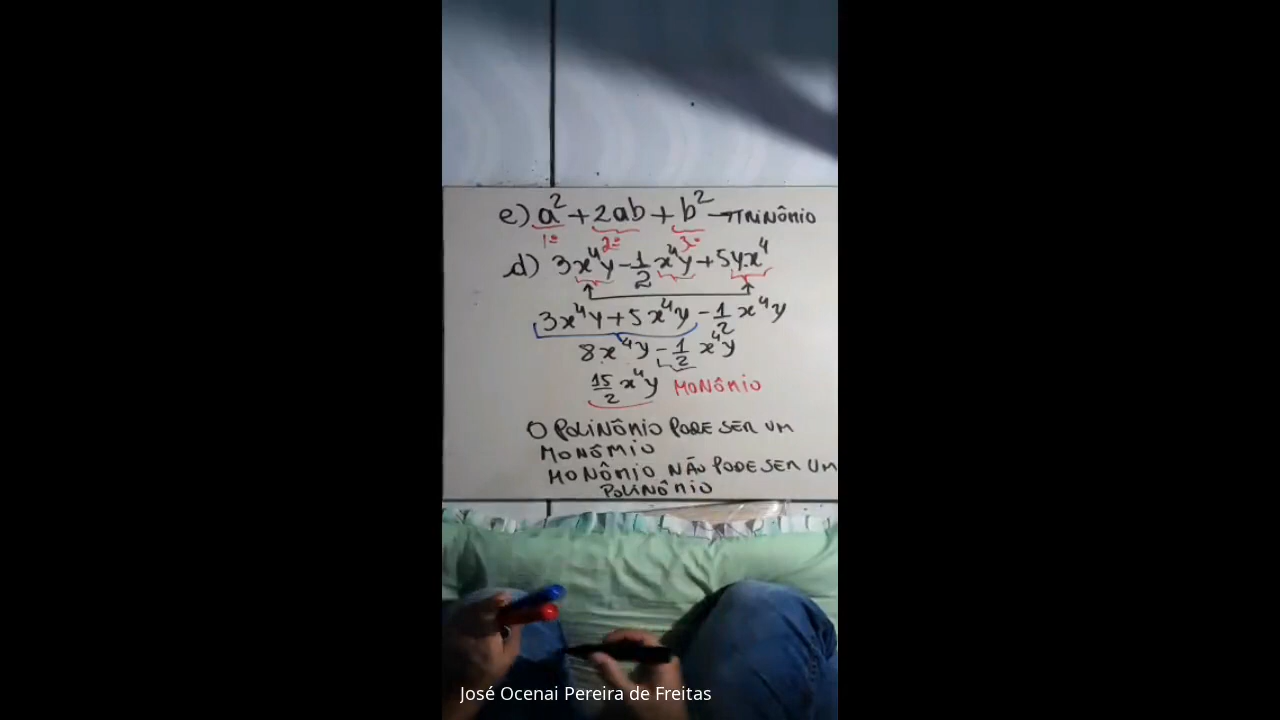 e) a² + 2ab + b² → TRINÔMIO
1º 2º 3º
d) 3x⁴y - 1/2 x⁴y + 5yx⁴
3x⁴y + 5x⁴y - 1/2 x⁴y
8x⁴y - 1/2 x⁴y
15/2 x⁴y MONÔMIO
O POLINÔMIO PODE SER UM
MONÔMIO
MONÔMIO NÃO PODE SER UM
POLINÔMIO
José Ocenai Pereira de Freitas